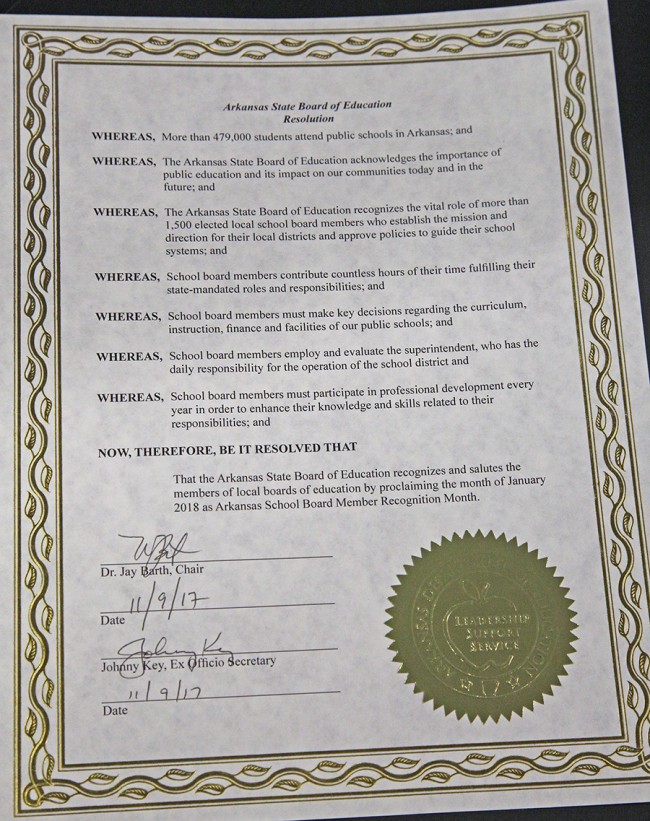 Arkansas State Board of Education
Resolution
WHEREAS, More than 479,000 students attend public schools in Arkansas; and
WHEREAS, The Arkansas State Board of Education acknowledges the importance of
public education and its impact on our communities today and in the
future; and
WHEREAS, The Arkansas State Board of Education recognizes the vital role of more than
1,500 elected local school board members who establish the mission and
direction for their local districts and approve policies to guide their school
systems; and
WHEREAS, School board members contribute countless hours of their time fulfilling their
state-mandated roles and responsibilities; and
WHEREAS, School board members must make key decisions regarding the curriculum,
instruction, finance and facilities of our public schools; and
WHEREAS, School board members employ and evaluate the superintendent, who has the
daily responsibility for the operation of the school district and
WHEREAS, School board members must participate in professional development every
year in order to enhance their knowledge and skills related to their
responsibilities; and
NOW, THEREFORE, BE IT RESOLVED THAT
That the Arkansas State Board of Education recognizes and salutes the
members of local boards of education by proclaiming the month of January
2018 as Arkansas School Board Member Recognition Month.
Dr. Jay Barth, Chair
11/9/17
Date
Johnny Key
Johnny Key, Ex Officio Secretary
11/9/17
Date
ARKANSAS EDUCATION
LEADERSHIP
SUPPORT
SERVICE